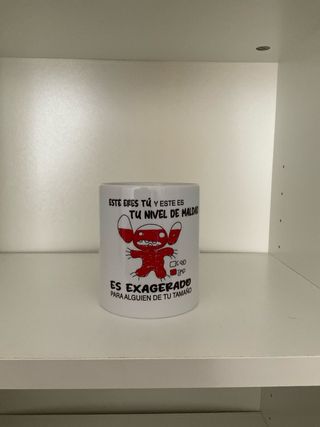 ESTE ERES TÚ Y ESTE ES
TU NIVEL DE MALDAD
ES EXAGERADO
PARA ALGUIEN DE TU TAMAÑO